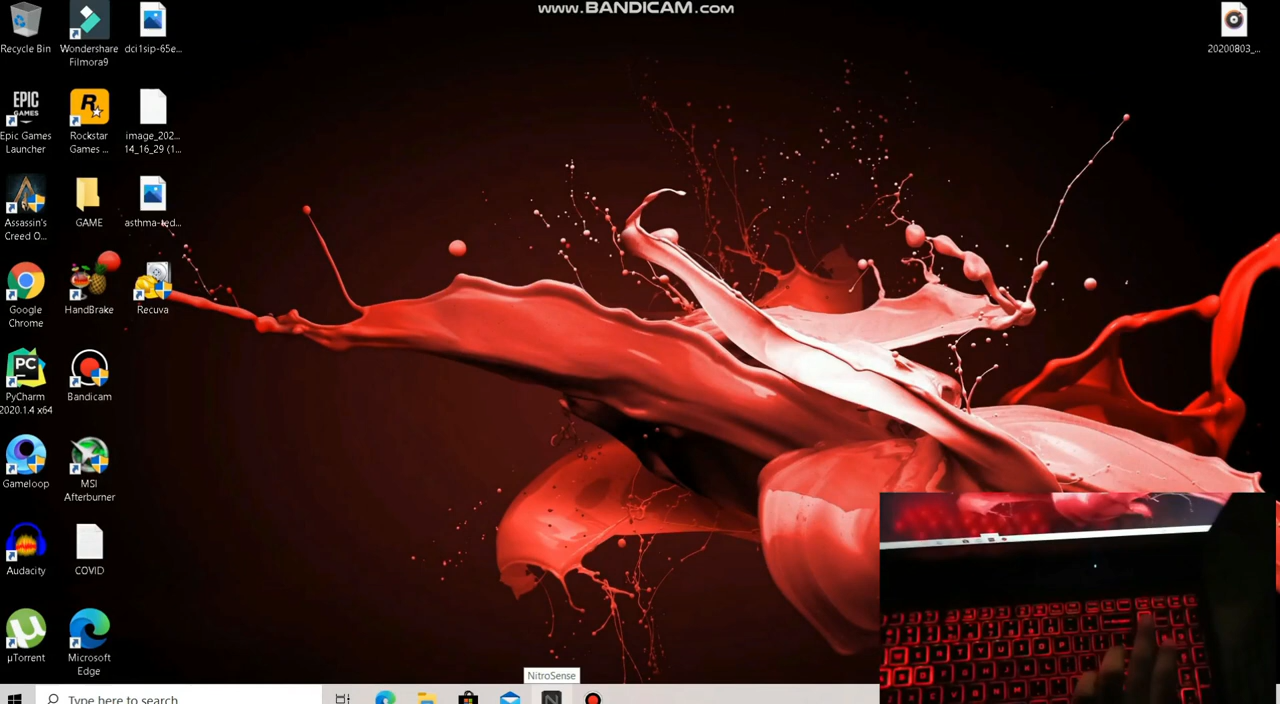 www.BANDICAM.com
Recycle Bin
Wondershare
Filmora9
dci1sip-65e...
20200803_...
EPIC
GAMES
Epic Games
Launcher
R
Rockstar
Games ...
image_202...
14_16_29 (1...
Assassin's
Creed O...
GAME
asthma-ted...
Google
Chrome
HandBrake
Recuva
PC
PyCharm
2020.1.4 x64
Bandicam
Gameloop
MSI
Afterburner
Audacity
COVID
µTorrent
Microsoft
Edge
NitroSense
Type here to search